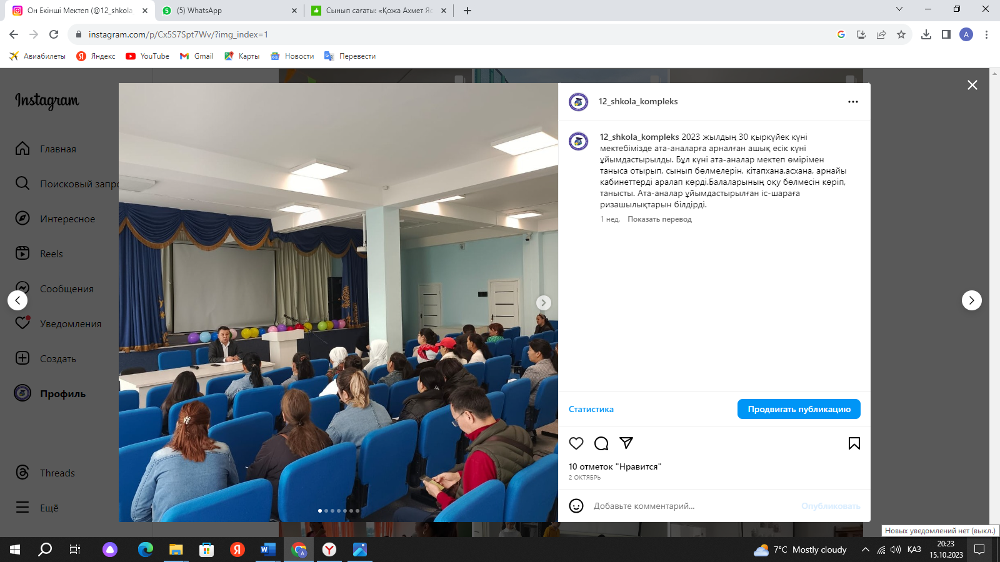 Он Екінші Мектеп (@12_shkola_
(5) WhatsApp
Сынып сағаты: «Қожа Ахмет Яс
instagram.com/p/Cx5S7Spt7Wv/?img_index=1
A
Авиабилеты
Яндекс
YouTube
Gmail
Карты
Новости
Перевести
Instagram
Главная
Поисковый запро
Интересное
Reels
Сообщения
Уведомления
Создать
Профиль
Threads
Ещё
12_shkola_kompleks
12_shkola_kompleks 2023 жылдың 30 қыркүйек күні
мектебімізде ата-аналарға арналған ашық есік күні
ұйымдастырылды. Бұл күні ата-аналар мектеп өмірімен
таныса отырып, сынып бөлмелерін, кітапхана,асхана, арнайы
кабинеттерді аралап көрді.Балаларының оқу бөлмесін көріп,
танысты. Ата-аналар ұйымдастырылған іс-шараға
ризашылықтарын білдірді.
1 нед. Показать перевод
Статистика
Продвигать публикацию
10 отметок "Нравится"
2 ОКТЯБРЬ
Добавьте комментарий...
Опубликовать
Новых уведомлений нет (выкл.)
7°C Mostly cloudy
ҚАЗ
20:23
15.10.2023